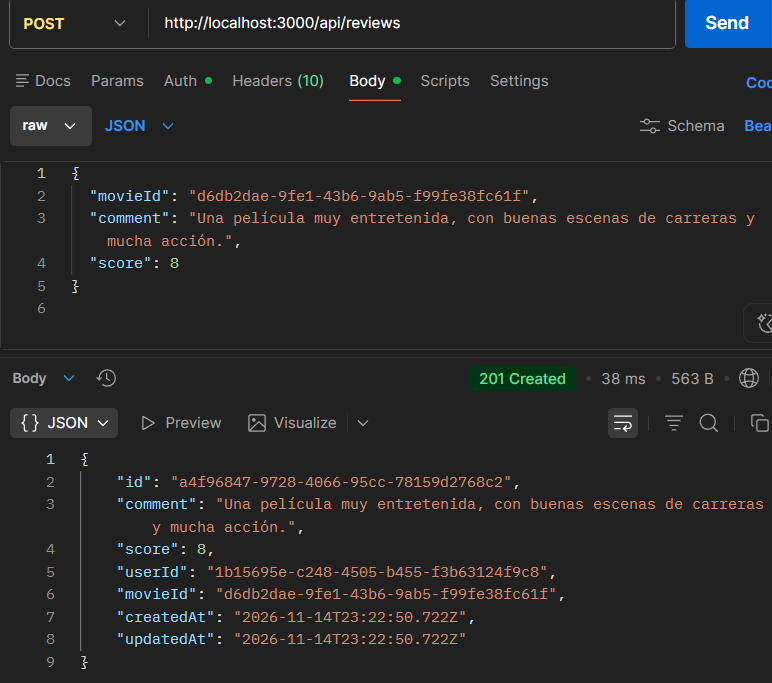 POST http://localhost:3000/api/reviews Send
Docs Params Auth Headers (10) Body Scripts Settings
raw JSON Schema
1 {
2 "movieId": "d6db2dae-9fe1-43b6-9ab5-f99fe38fc61f",
3 "comment": "Una película muy entretenida, con buenas escenas de carreras y
mucha acción.",
4 "score": 8
5 }
6
Body 201 Created • 38 ms • 563 B •
{} JSON Preview Visualize
1 {
2 "id": "a4f96847-9728-4066-95cc-78159d2768c2",
3 "comment": "Una película muy entretenida, con buenas escenas de carreras
y mucha acción.",
4 "score": 8,
5 "userId": "1b15695e-c248-4505-b455-f3b63124f9c8",
6 "movieId": "d6db2dae-9fe1-43b6-9ab5-f99fe38fc61f",
7 "createdAt": "2026-11-14T23:22:50.722Z",
8 "updatedAt": "2026-11-14T23:22:50.722Z"
9 }